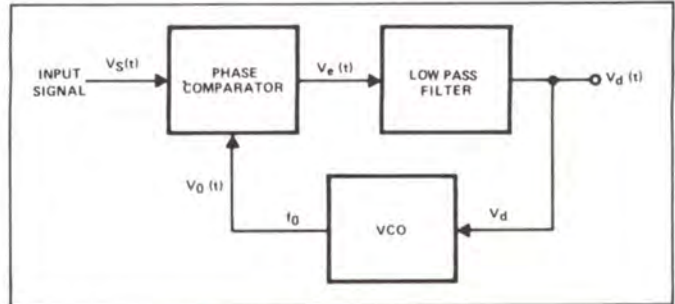 INPUT
SIGNAL
VS(t)
PHASE
COMPARATOR
Ve (t)
LOW PASS
FILTER
Vd (t)
V0 (t)
f0
VCO
Vd